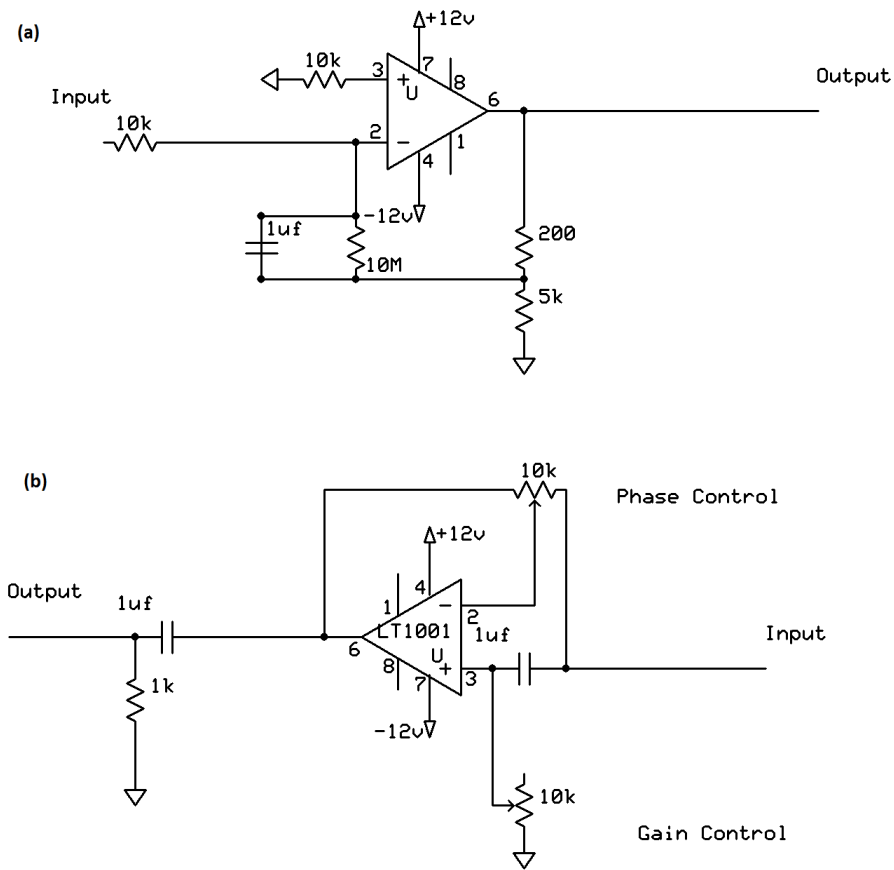 (a)
+12v
10k
3
+
7
8
U
6
Output
Input
10k
2
−
4
1
-12v
1uf
10M
200
5k
(b)
10k
Phase Control
+12v
Output
1uf
4
1
−
2
LT1001
1uf
6
U
Input
8
+
3
7
1k
-12v
10k
Gain Control